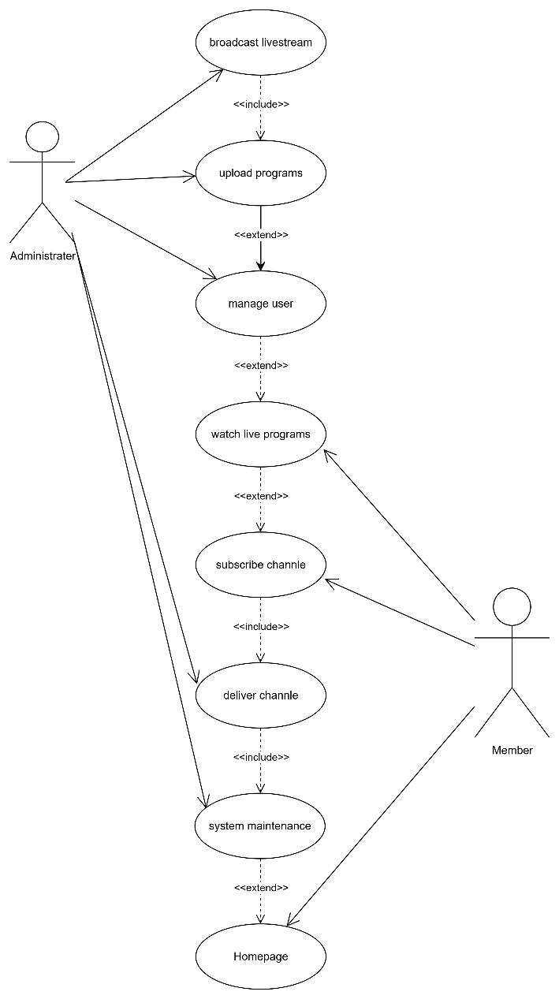 broadcast livestream
<<include>>
upload programs
<<extend>>
Administrater
manage user
<<extend>>
watch live programs
<<extend>>
subscribe channle
<<include>>
deliver channle
Member
<<include>>
system maintenance
<<extend>>
Homepage